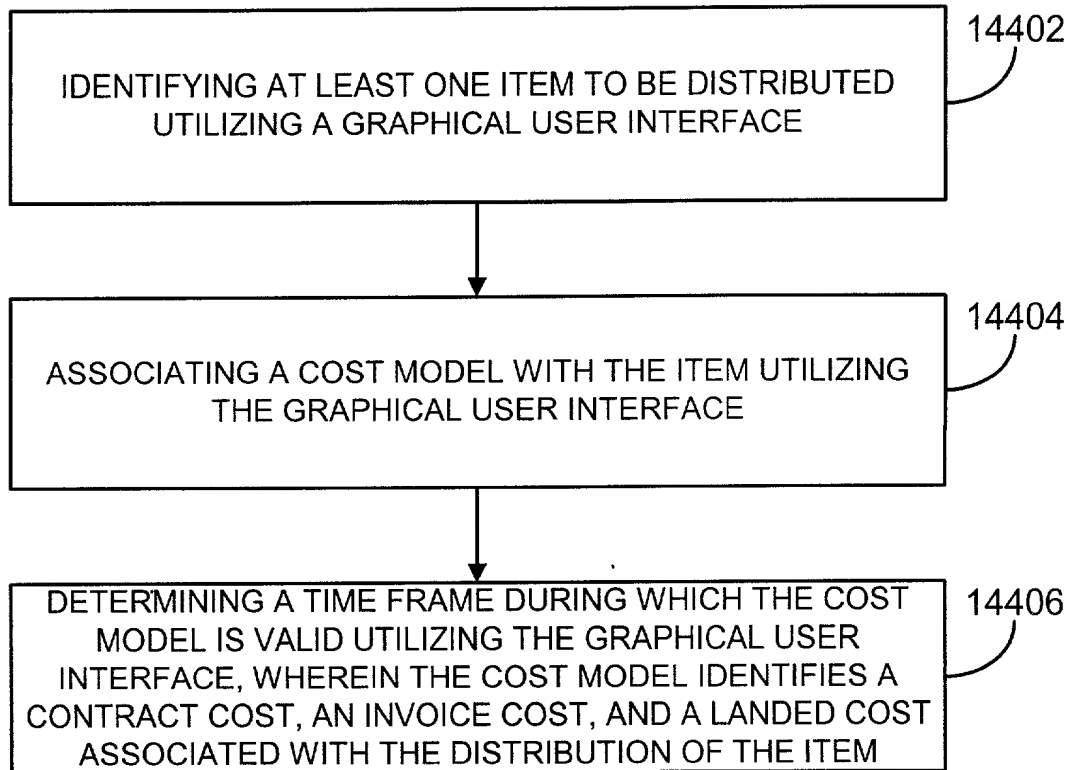 14402
IDENTIFYING AT LEAST ONE ITEM TO BE DISTRIBUTED
UTILIZING A GRAPHICAL USER INTERFACE
14404
ASSOCIATING A COST MODEL WITH THE ITEM UTILIZING
THE GRAPHICAL USER INTERFACE
14406
DETERMINING A TIME FRAME DURING WHICH THE COST
MODEL IS VALID UTILIZING THE GRAPHICAL USER
INTERFACE, WHEREIN THE COST MODEL IDENTIFIES A
CONTRACT COST, AN INVOICE COST, AND A LANDED COST
ASSOCIATED WITH THE DISTRIBUTION OF THE ITEM